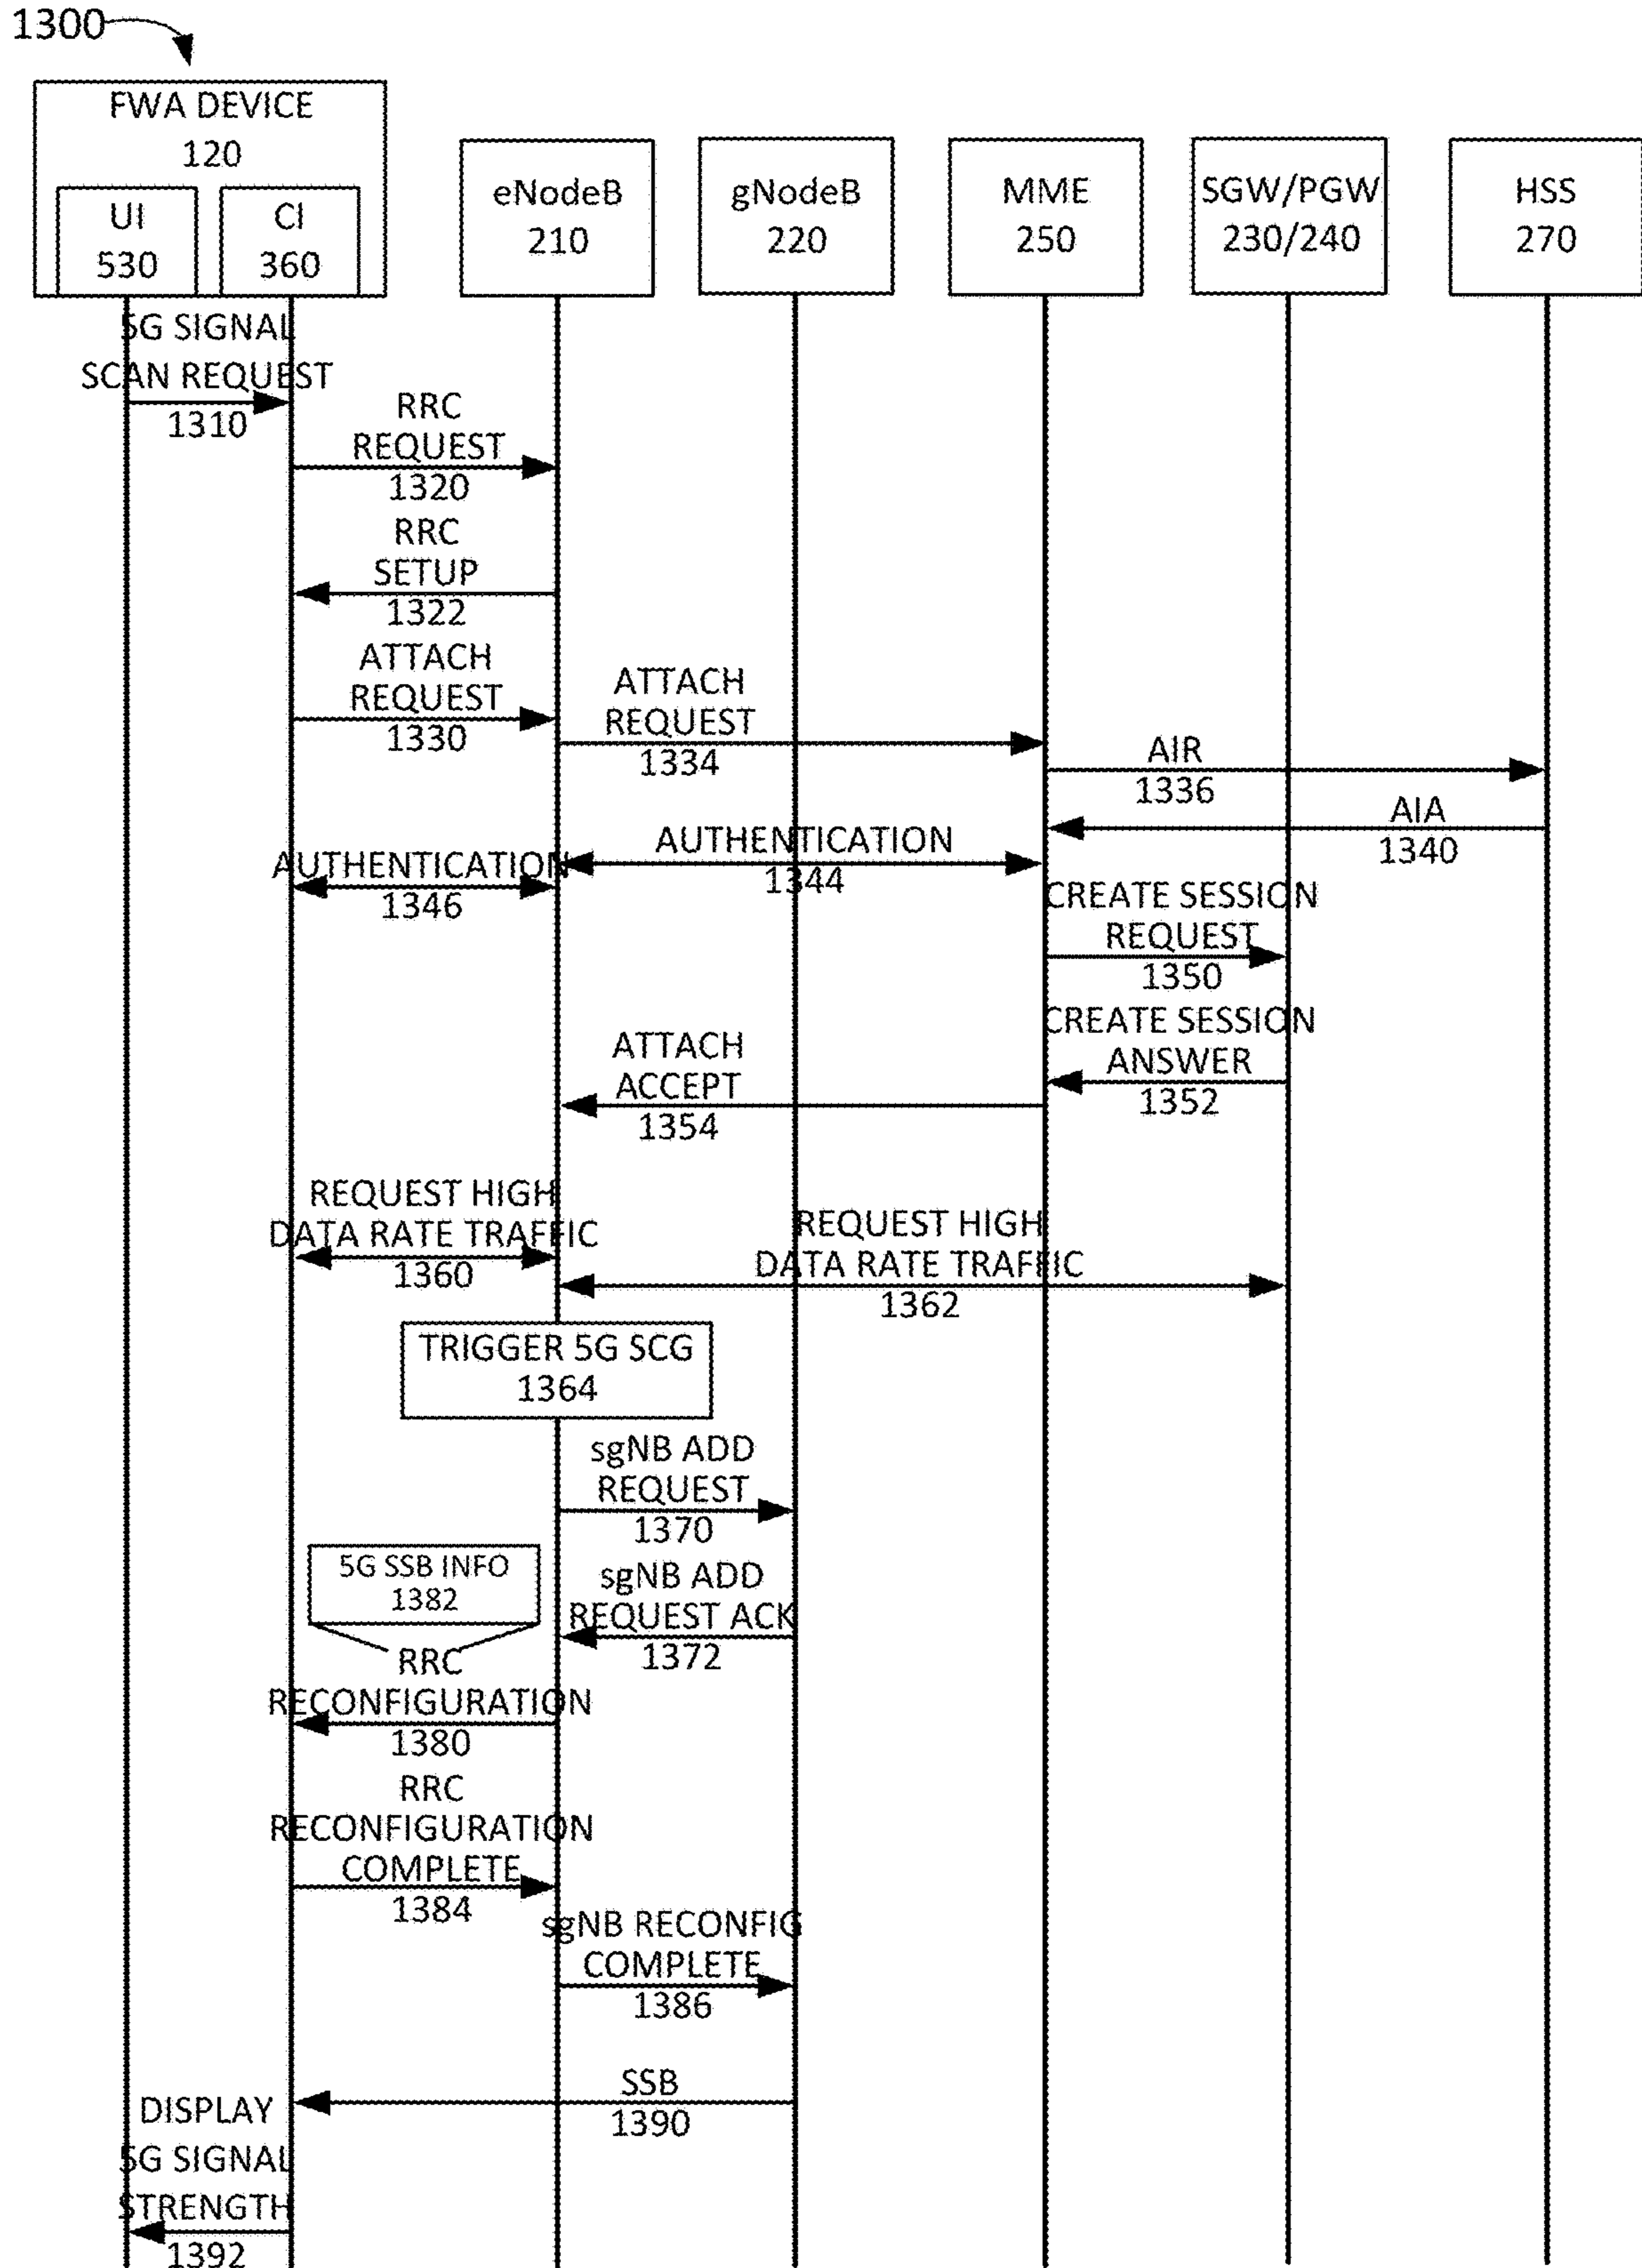 1300
FWA DEVICE
120
UI
530
CI
360
eNodeB
210
gNodeB
220
MME
250
SGW/PGW
230/240
HSS
270
5G SIGNAL
SCAN REQUEST
1310
RRC
REQUEST
1320
RRC
SETUP
1322
ATTACH
REQUEST
1330
ATTACH
REQUEST
1334
AIR
1336
AIA
1340
AUTHENTICATION
1344
AUTHENTICATION
1346
CREATE SESSION
REQUEST
1350
CREATE SESSION
ANSWER
1352
ATTACH
ACCEPT
1354
REQUEST HIGH
DATA RATE TRAFFIC
1360
REQUEST HIGH
DATA RATE TRAFFIC
1362
TRIGGER 5G SCG
1364
sgNB ADD
REQUEST
1370
sgNB ADD
REQUEST ACK
1372
5G SSB INFO
1382
RRC
RECONFIGURATION
1380
RRC
RECONFIGURATION
COMPLETE
1384
sgNB RECONFIG
COMPLETE
1386
SSB
1390
DISPLAY
5G SIGNAL
STRENGTH
1392